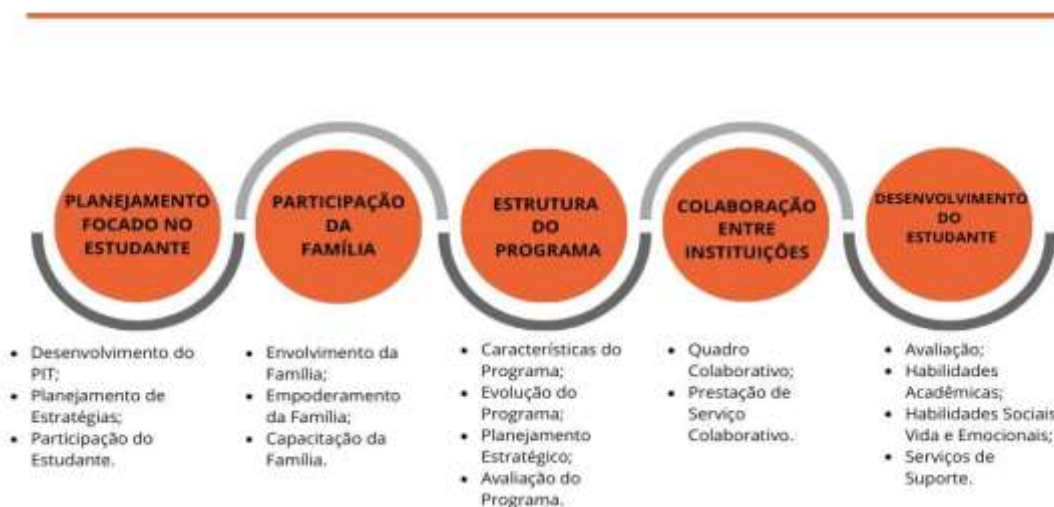 PLANEJAMENTO
FOCADO NO
ESTUDANTE
• Desenvolvimento do
PIT;
• Planejamento de
Estratégias;
• Participação do
Estudante.
PARTICIPAÇÃO
DA
FAMÍLIA
• Envolvimento da
Família;
• Empoderamento
da Família;
• Capacitação da
Família.
ESTRUTURA
DO
PROGRAMA
• Características do
Programa;
• Evolução do
Programa;
• Planejamento
Estratégico;
• Avaliação do
Programa.
COLABORAÇÃO
ENTRE
INSTITUIÇÕES
• Quadro
Colaborativo;
• Prestação de
Serviço
Colaborativo.
DESENVOLVIMENTO
DO
ESTUDANTE
• Avaliação;
• Habilidades
Acadêmicas;
• Habilidades Sociais
Vida e Emocionais;
• Serviços de
Suporte.